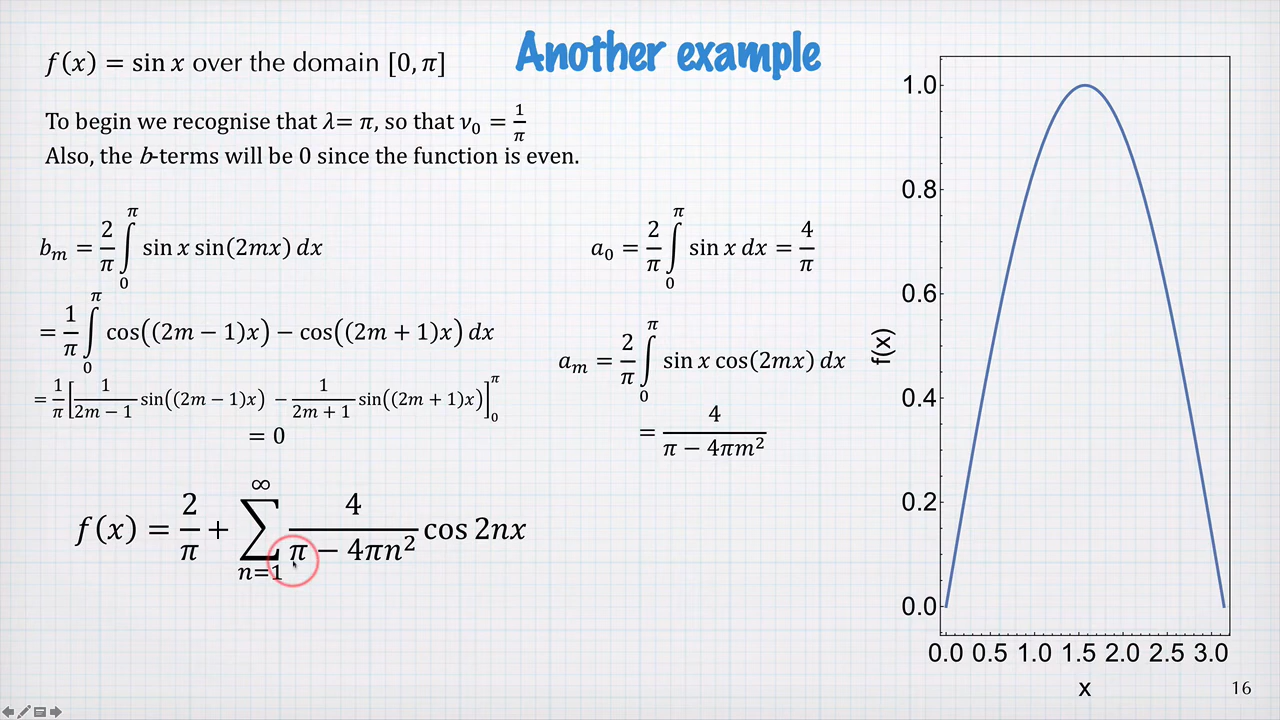 Another example
f(x) = sin x over the domain [0, π]
To begin we recognise that λ= π, so that ν₀ = 1/π
Also, the b-terms will be 0 since the function is even.
b_m = 2/π ∫₀^π sin x sin(2mx) dx
= 1/π ∫₀^π cos((2m − 1)x) − cos((2m + 1)x) dx
= 1/π [1/(2m − 1) sin((2m − 1)x) − 1/(2m + 1) sin((2m + 1)x)]₀^π
= 0
a₀ = 2/π ∫₀^π sin x dx = 4/π
a_m = 2/π ∫₀^π sin x cos(2mx) dx
= 4/(π − 4πm²)
f(x) = 2/π + ∑_{n=1}^∞ 4/(π − 4πn²) cos 2nx
1.0
0.8
0.6
f(x)
0.4
0.2
0.0
0.0 0.5 1.0 1.5 2.0 2.5 3.0
x
16